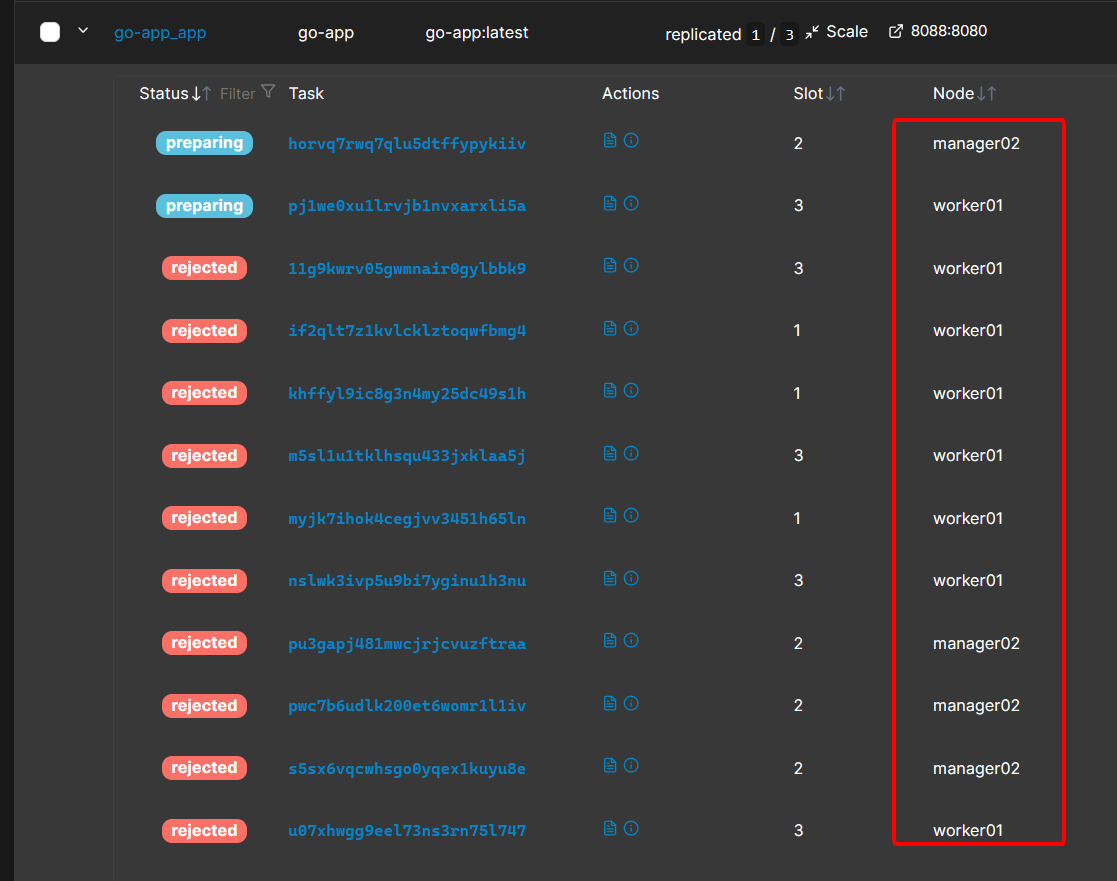 go-app_app go-app go-app:latest replicated 1 / 3 Scale 8088:8080
Status Filter Task Actions Slot Node
preparing horvq7rwq7qlu5dtffypykiiv 2 manager02
preparing pj1we0xu1lrvjb1nvxarxli5a 3 worker01
rejected 11g9kwrv05gwmnair0gylbbk9 3 worker01
rejected if2qlt7z1kvlcklztoqwfbmg4 1 worker01
rejected khffyl9ic8g3n4my25dc49s1h 1 worker01
rejected m5sl1u1tklhsqu433jxklaa5j 3 worker01
rejected myjk7ihok4cegjvv3451h65ln 1 worker01
rejected nslwk3ivp5u9bi7yginu1h3nu 3 worker01
rejected pu3gapj481mwcjrjcvuzftraa 2 manager02
rejected pwc7b6udlk200et6womr1l1iv 2 manager02
rejected s5sx6vqcwhsgo0yqex1kuyu8e 2 manager02
rejected u07xhwgg9eel73ns3rn75l747 3 worker01